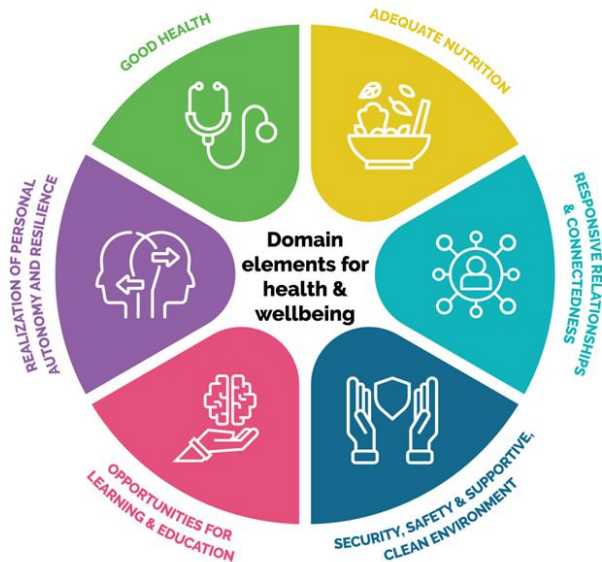 GOOD HEALTH
ADEQUATE NUTRITION
RESPONSIVE RELATIONSHIPS
& CONNECTEDNESS
SECURITY, SAFETY & SUPPORTIVE,
CLEAN ENVIRONMENT
OPPORTUNITIES FOR
LEARNING & EDUCATION
REALIZATION OF PERSONAL
AUTONOMY AND RESILIENCE
Domain
elements for
health &
wellbeing